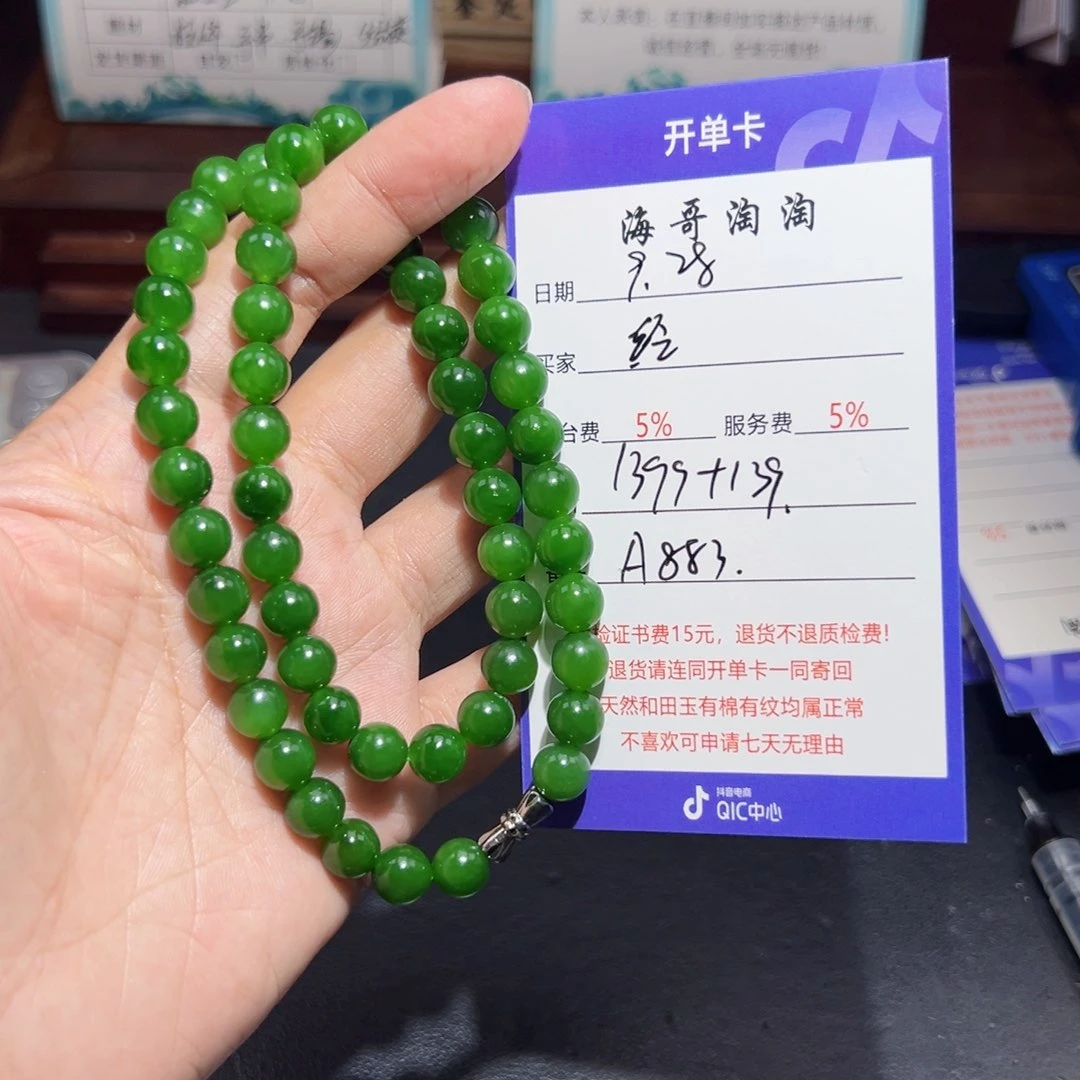 开单卡
海哥淘淘
日期 9.28
买家 经
台费 5% 服务费 5%
1399+139.
A883.
验证书费15元，退货不退质检费!
退货请连同开单卡一同寄回
天然和田玉有棉有纹均属正常
不喜欢可申请七天无理由
抖音电商
QIC中心